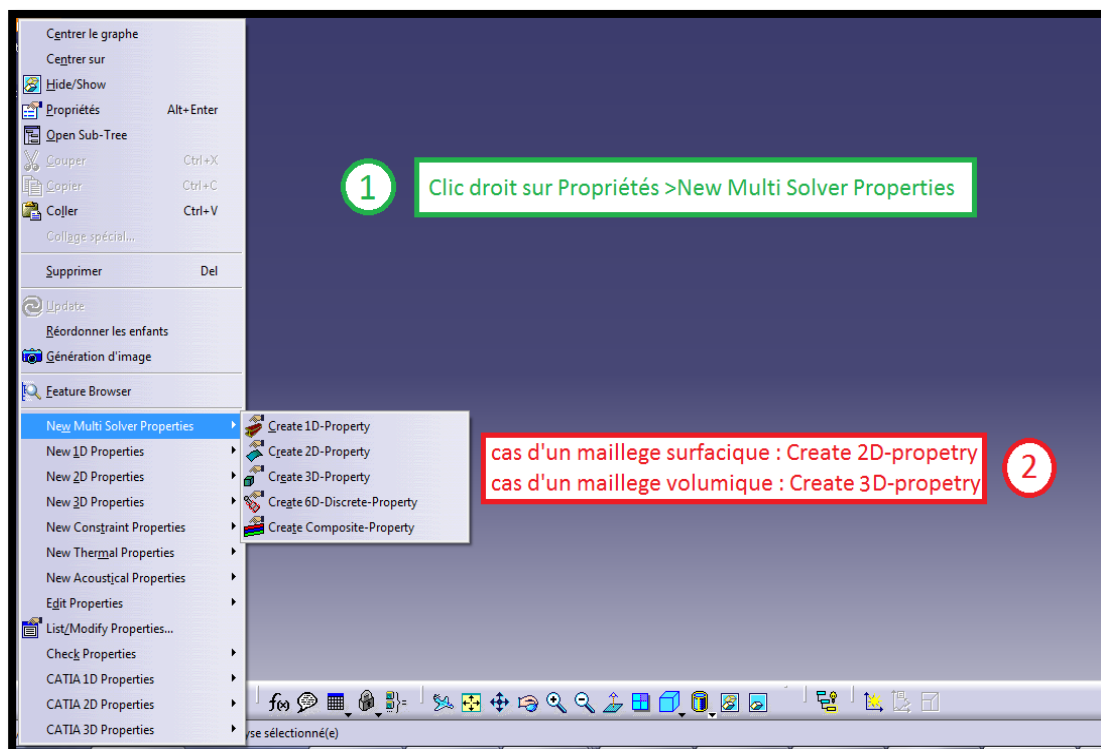 Centrer le graphe
Centrer sur
Hide/Show
Propriétés Alt+Enter
Open Sub-Tree
Couper Ctrl+X
Copier Ctrl+C
Coller Ctrl+V
Collage spécial...
Supprimer Del
Update
Réordonner les enfants
Génération d'image
Feature Browser
New Multi Solver Properties
New 1D Properties
New 2D Properties
New 3D Properties
New Constraint Properties
New Thermal Properties
New Acoustical Properties
Edit Properties
List/Modify Properties...
Check Properties
CATIA 1D Properties
CATIA 2D Properties
CATIA 3D Properties
Create 1D-Property
Create 2D-Property
Create 3D-Property
Create 6D-Discrete-Property
Create Composite-Property
1
Clic droit sur Propriétés >New Multi Solver Properties
cas d'un maillege surfacique : Create 2D-propetry
cas d'un maillege volumique : Create 3D-propetry
2
f(x)
yse sélectionné(e)